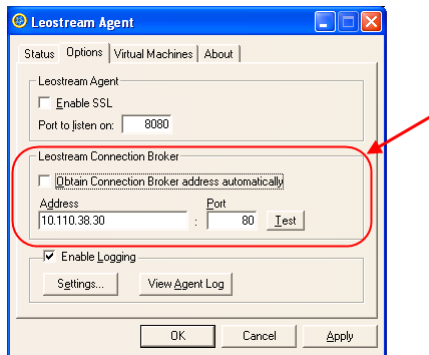 Leostream Agent
Status Options Virtual Machines About
Leostream Agent
Enable SSL
Port to listen on: 8080
Leostream Connection Broker
Obtain Connection Broker address automatically
Address Port
10.110.38.30 : 80 Test
Enable Logging
Settings... View Agent Log
OK Cancel Apply